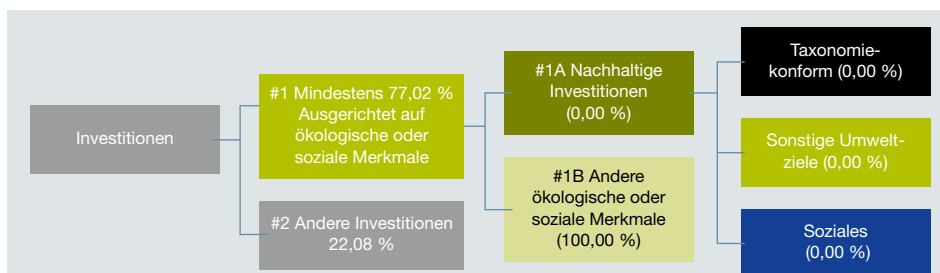 Investitionen
#1 Mindestens 77,02 %
Ausgerichtet auf
ökologische oder
soziale Merkmale
#2 Andere Investitionen
22,08 %
#1A Nachhaltige
Investitionen
(0,00 %)
#1B Andere
ökologische oder
soziale Merkmale
(100,00 %)
Taxonomie-
konform (0,00 %)
Sonstige Umwelt-
ziele (0,00 %)
Soziales
(0,00 %)